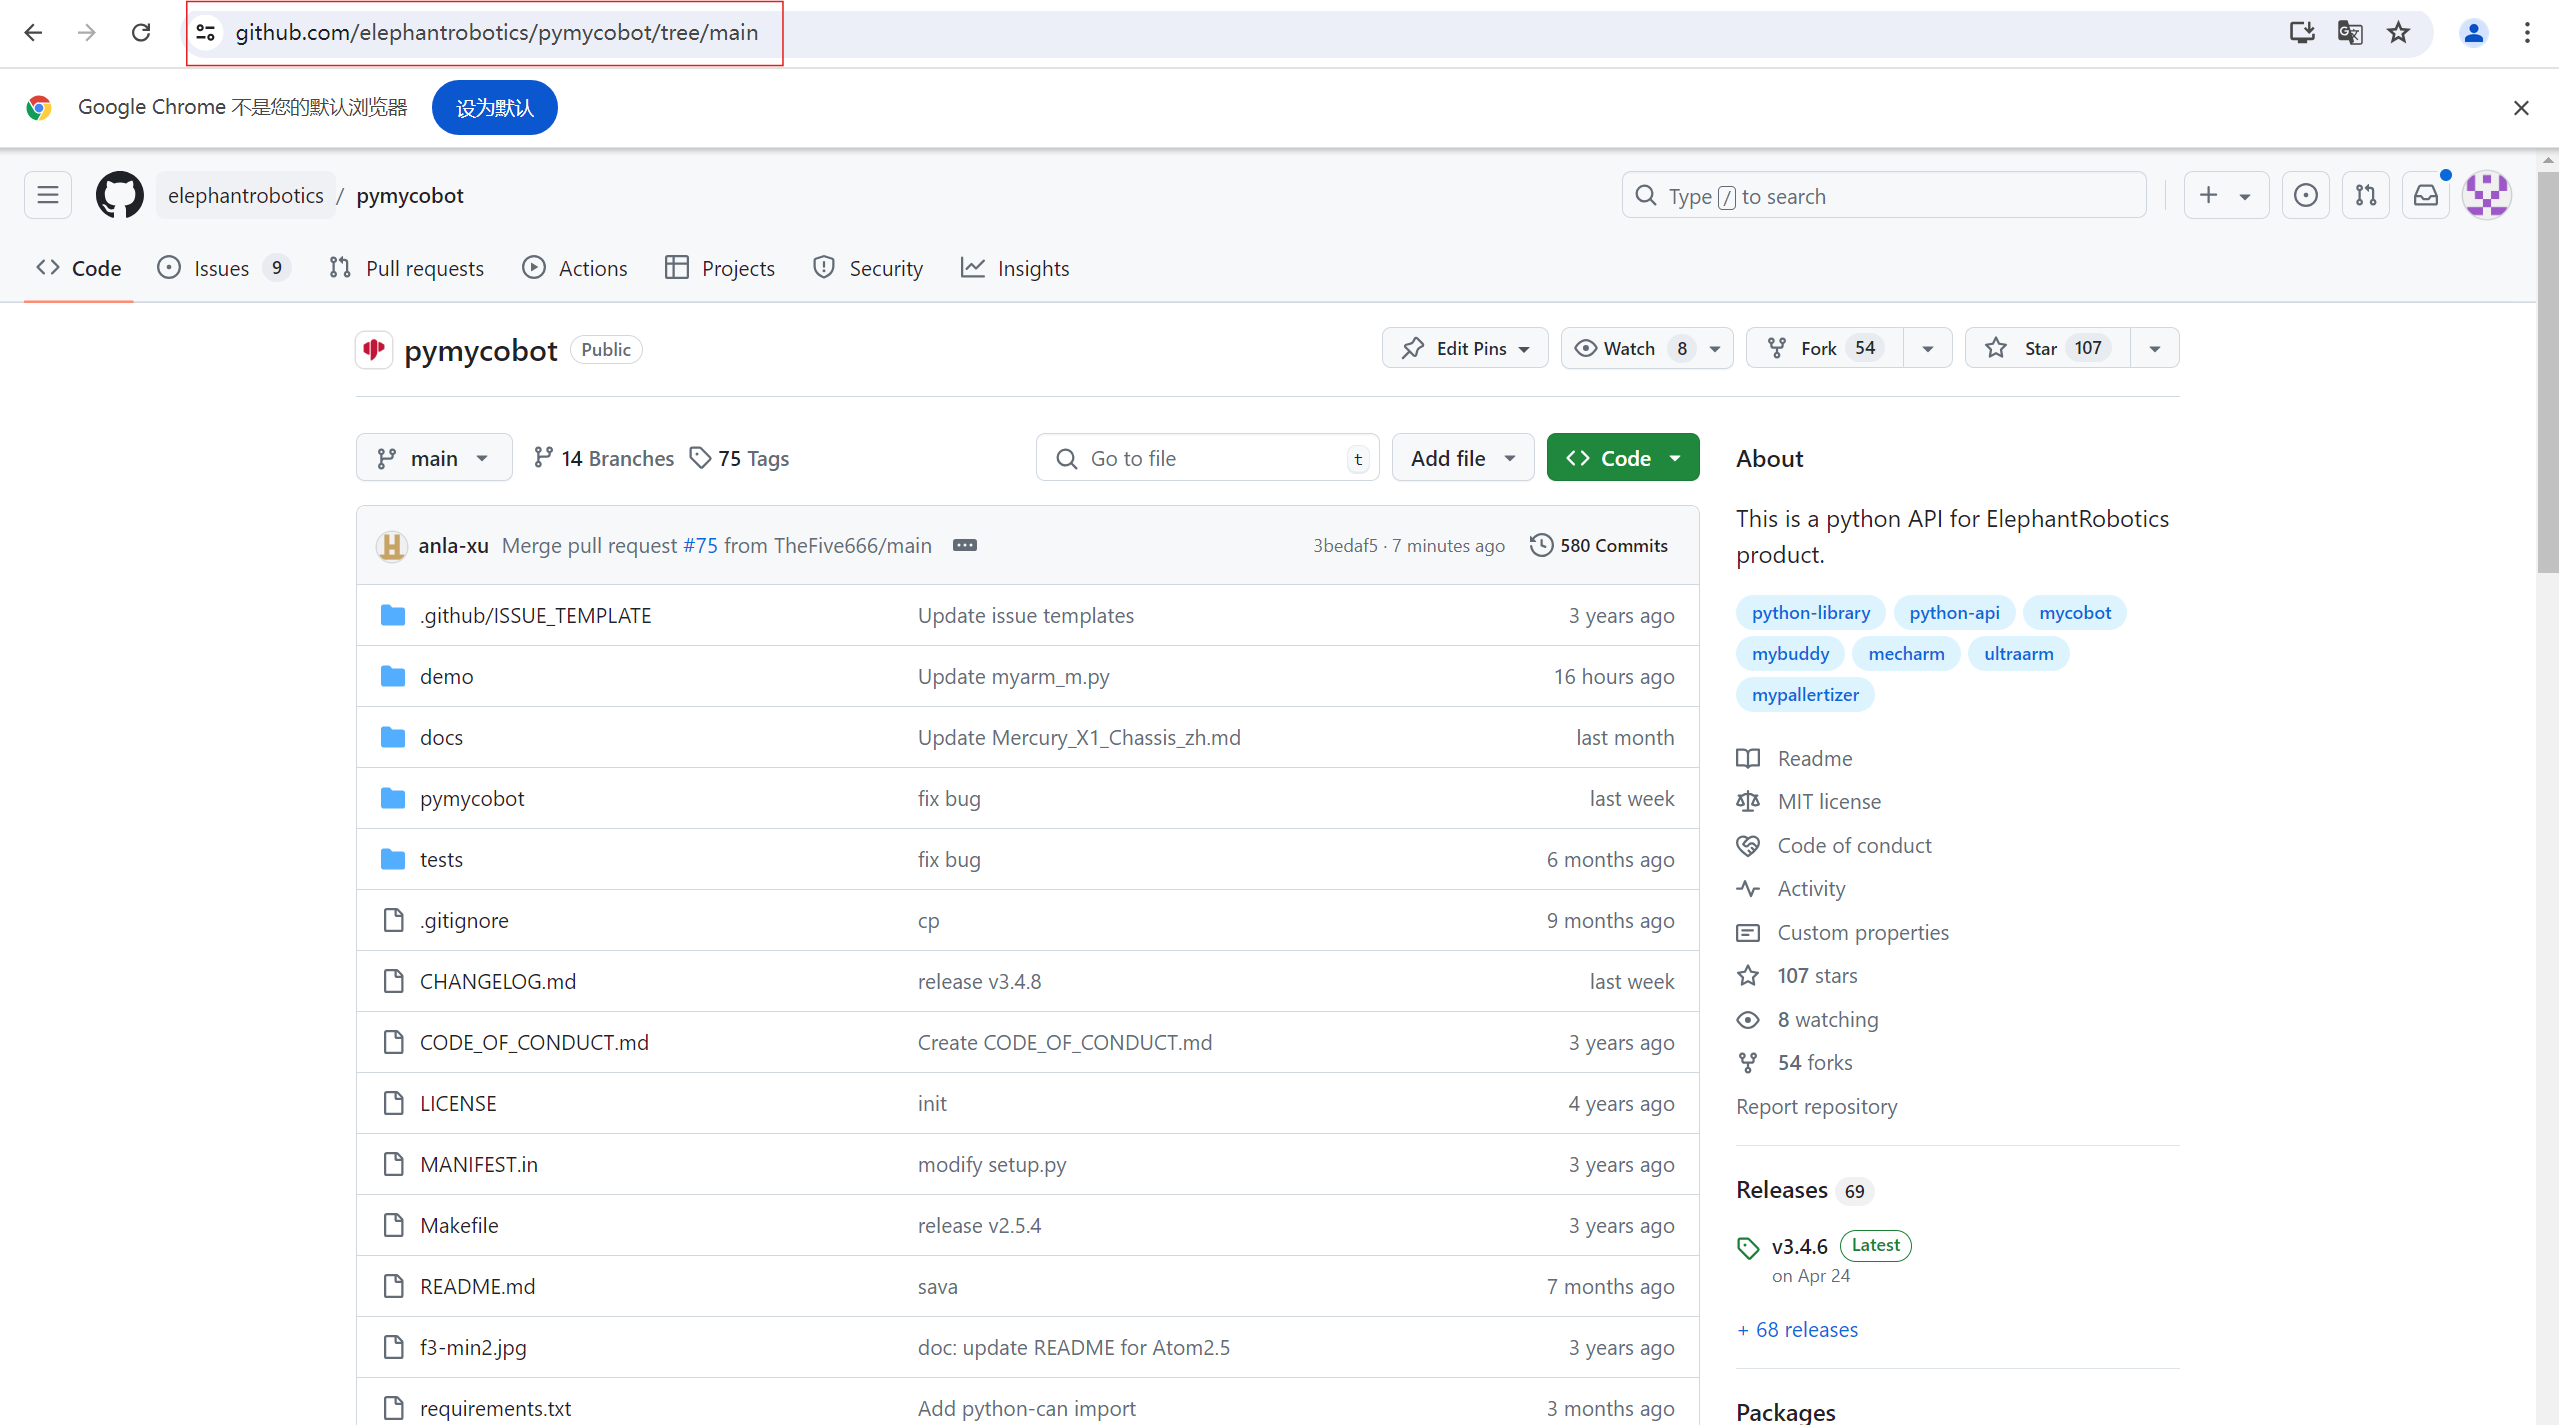 github.com/elephantrobotics/pymycobot/tree/main
Google Chrome 不是您的默认浏览器 设为默认
elephantrobotics / pymycobot Type / to search
Code Issues 9 Pull requests Actions Projects Security Insights
pymycobot Public Edit Pins Watch 8 Fork 54 Star 107
main 14 Branches 75 Tags Go to file t Add file Code
anla-xu Merge pull request #75 from TheFive666/main 3bedaf5 · 7 minutes ago 580 Commits
.github/ISSUE_TEMPLATE Update issue templates 3 years ago
demo Update myarm_m.py 16 hours ago
docs Update Mercury_X1_Chassis_zh.md last month
pymycobot fix bug last week
tests fix bug 6 months ago
.gitignore cp 9 months ago
CHANGELOG.md release v3.4.8 last week
CODE_OF_CONDUCT.md Create CODE_OF_CONDUCT.md 3 years ago
LICENSE init 4 years ago
MANIFEST.in modify setup.py 3 years ago
Makefile release v2.5.4 3 years ago
README.md sava 7 months ago
f3-min2.jpg doc: update README for Atom2.5 3 years ago
requirements.txt Add python-can import 3 months ago
About
This is a python API for ElephantRobotics
product.
python-library python-api mycobot
mybuddy mecharm ultraarm
mypallertizer
Readme
MIT license
Code of conduct
Activity
Custom properties
107 stars
8 watching
54 forks
Report repository
Releases 69
v3.4.6 Latest
on Apr 24
+ 68 releases
Packages